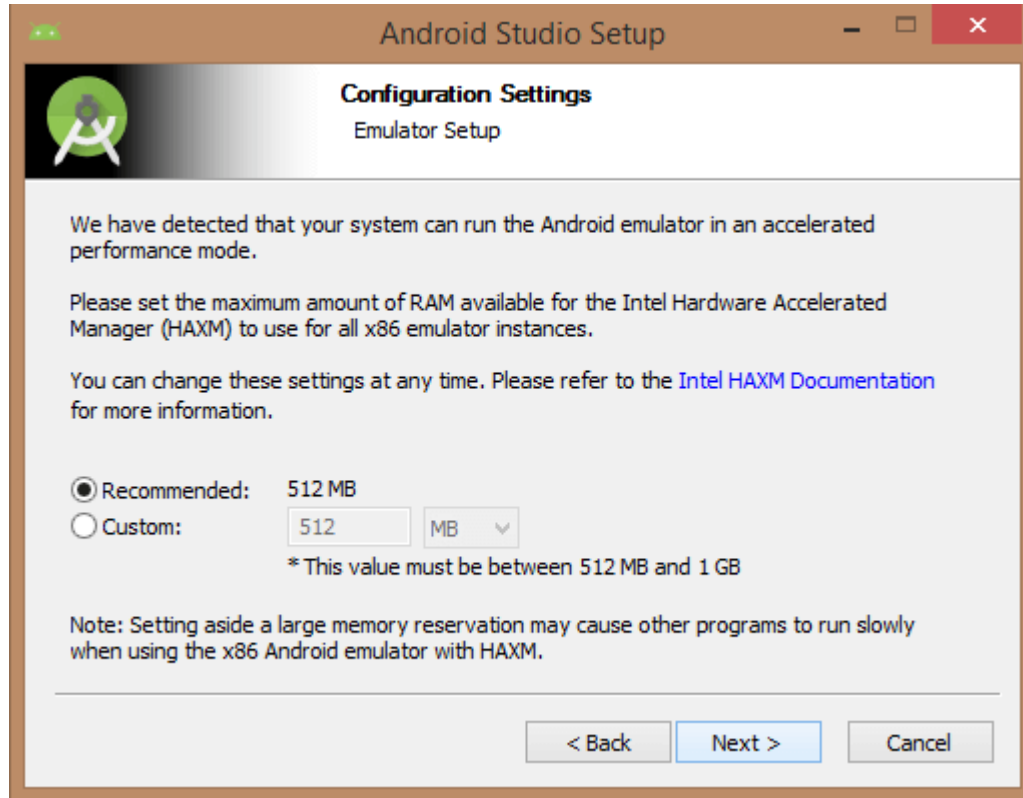 Android Studio Setup
Configuration Settings
Emulator Setup
We have detected that your system can run the Android emulator in an accelerated
performance mode.
Please set the maximum amount of RAM available for the Intel Hardware Accelerated
Manager (HAXM) to use for all x86 emulator instances.
You can change these settings at any time. Please refer to the Intel HAXM Documentation
for more information.
Recommended: 512 MB
Custom: 512 MB
* This value must be between 512 MB and 1 GB
Note: Setting aside a large memory reservation may cause other programs to run slowly
when using the x86 Android emulator with HAXM.
< Back Next > Cancel